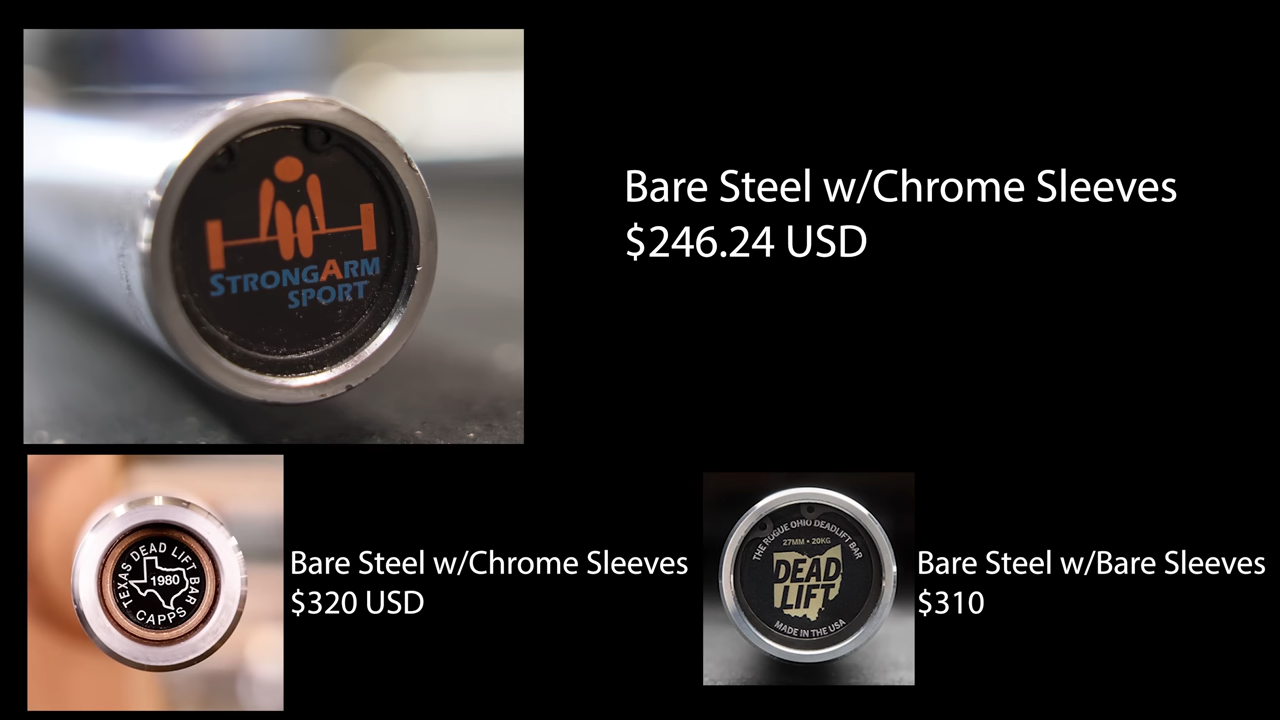 STRONGARM
SPORT
Bare Steel w/Chrome Sleeves
$246.24 USD
TEXAS DEAD LIFT BAR
1980
CAPPS
Bare Steel w/Chrome Sleeves
$320 USD
THE ROGUE OHIO DEADLIFT BAR
27MM • 20KG
DEAD
LIFT
MADE IN THE USA
Bare Steel w/Bare Sleeves
$310